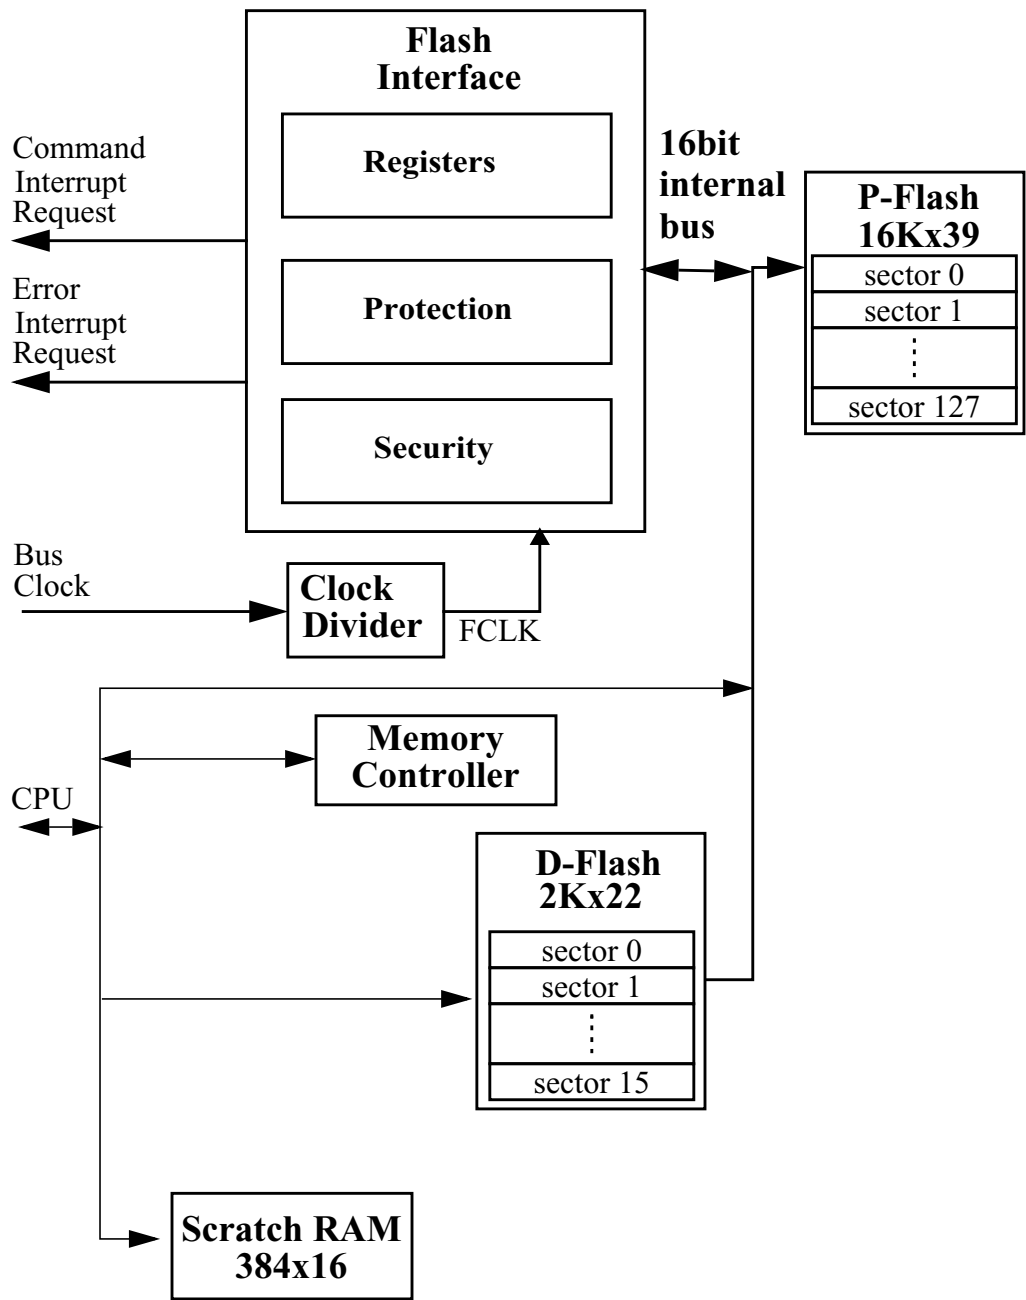 Flash
Interface
Registers
Protection
Security
Command
Interrupt
Request
Error
Interrupt
Request
16bit
internal
bus
P-Flash
16Kx39
sector 0
sector 1
sector 127
Bus
Clock
Clock
Divider
FCLK
Memory
Controller
CPU
D-Flash
2Kx22
sector 0
sector 1
sector 15
Scratch RAM
384x16